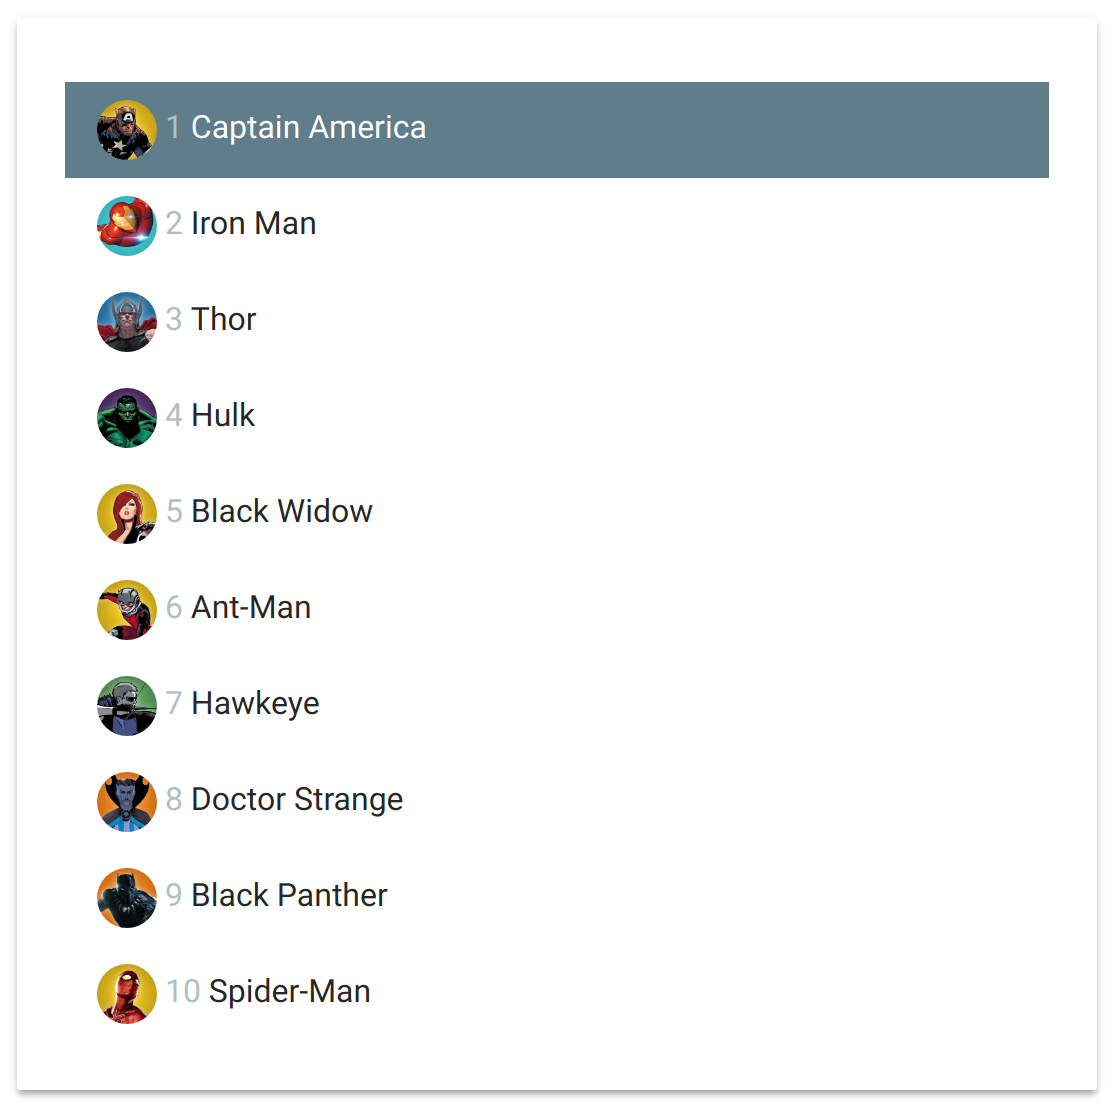 1 Captain America
2 Iron Man
3 Thor
4 Hulk
5 Black Widow
6 Ant-Man
7 Hawkeye
8 Doctor Strange
9 Black Panther
10 Spider-Man